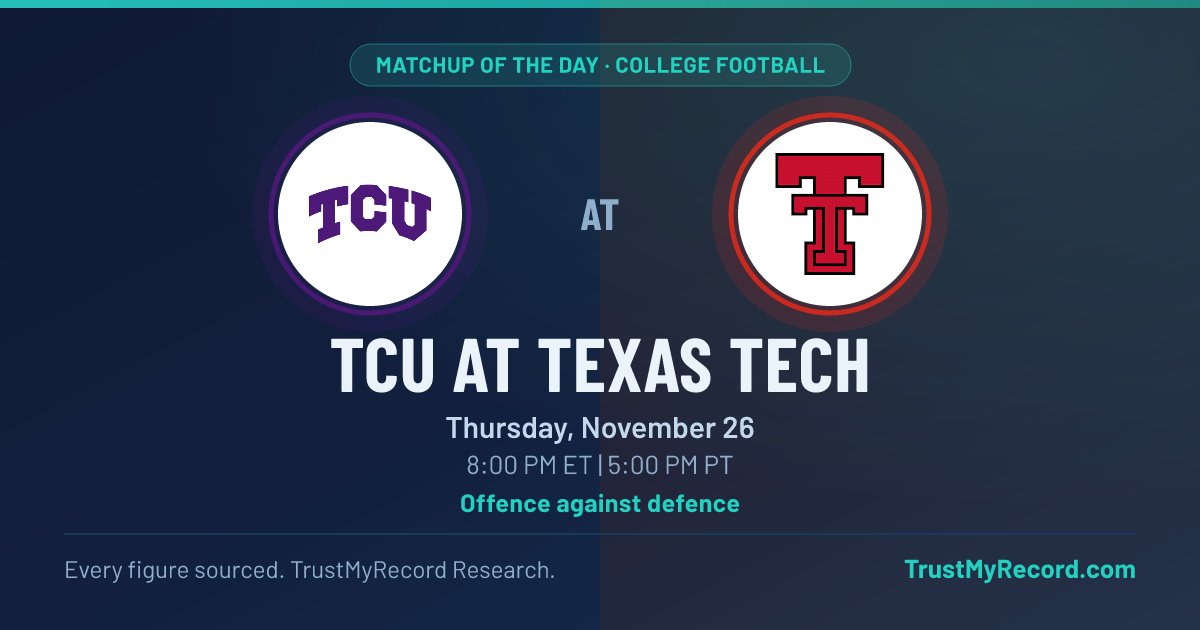 MATCHUP OF THE DAY · COLLEGE FOOTBALL
TCU
AT
TT
TCU AT TEXAS TECH
Thursday, November 26
8:00 PM ET | 5:00 PM PT
Offence against defence
Every figure sourced. TrustMyRecord Research.
TrustMyRecord.com